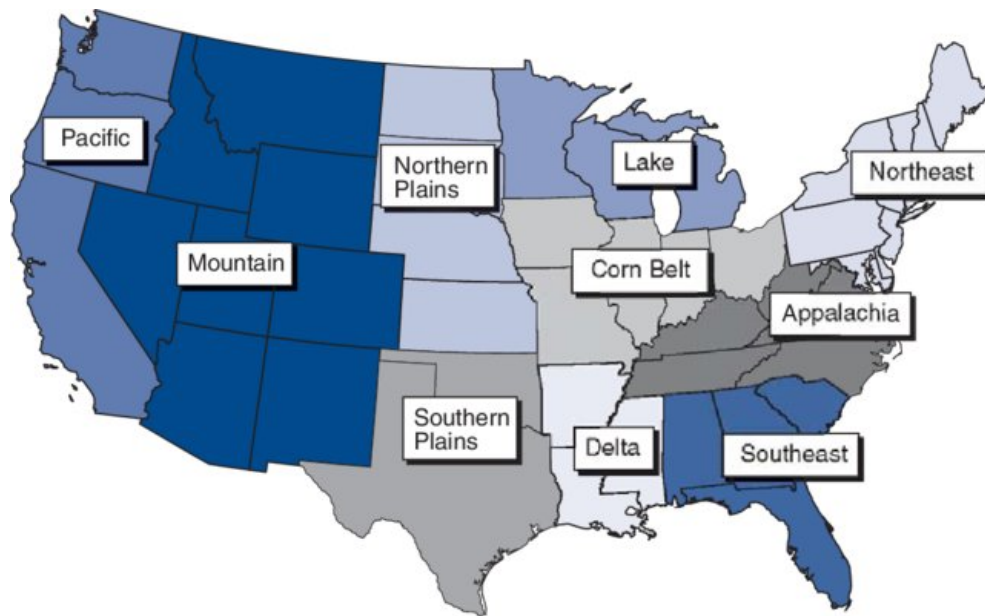 Pacific
Northern
Plains
Lake
Northeast
Mountain
Corn Belt
Appalachia
Southern
Plains
Delta
Southeast